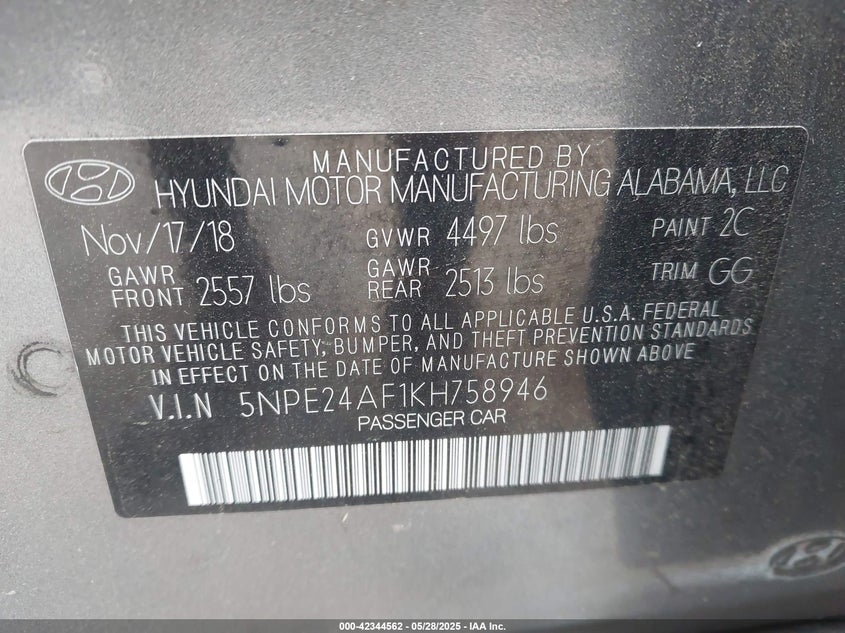 MANUFACTURED BY
HYUNDAI MOTOR MANUFACTURING ALABAMA, LLC
Nov/17/18 GVWR 4497 lbs PAINT 2C
GAWR FRONT 2557 lbs GAWR REAR 2513 lbs TRIM GG
THIS VEHICLE CONFORMS TO ALL APPLICABLE U.S.A. FEDERAL
MOTOR VEHICLE SAFETY, BUMPER, AND THEFT PREVENTION STANDARDS
IN EFFECT ON THE DATE OF MANUFACTURE SHOWN ABOVE
V.I.N 5NPE24AF1KH758946
PASSENGER CAR
000-42344562 — 05/28/2025 — IAA Inc.